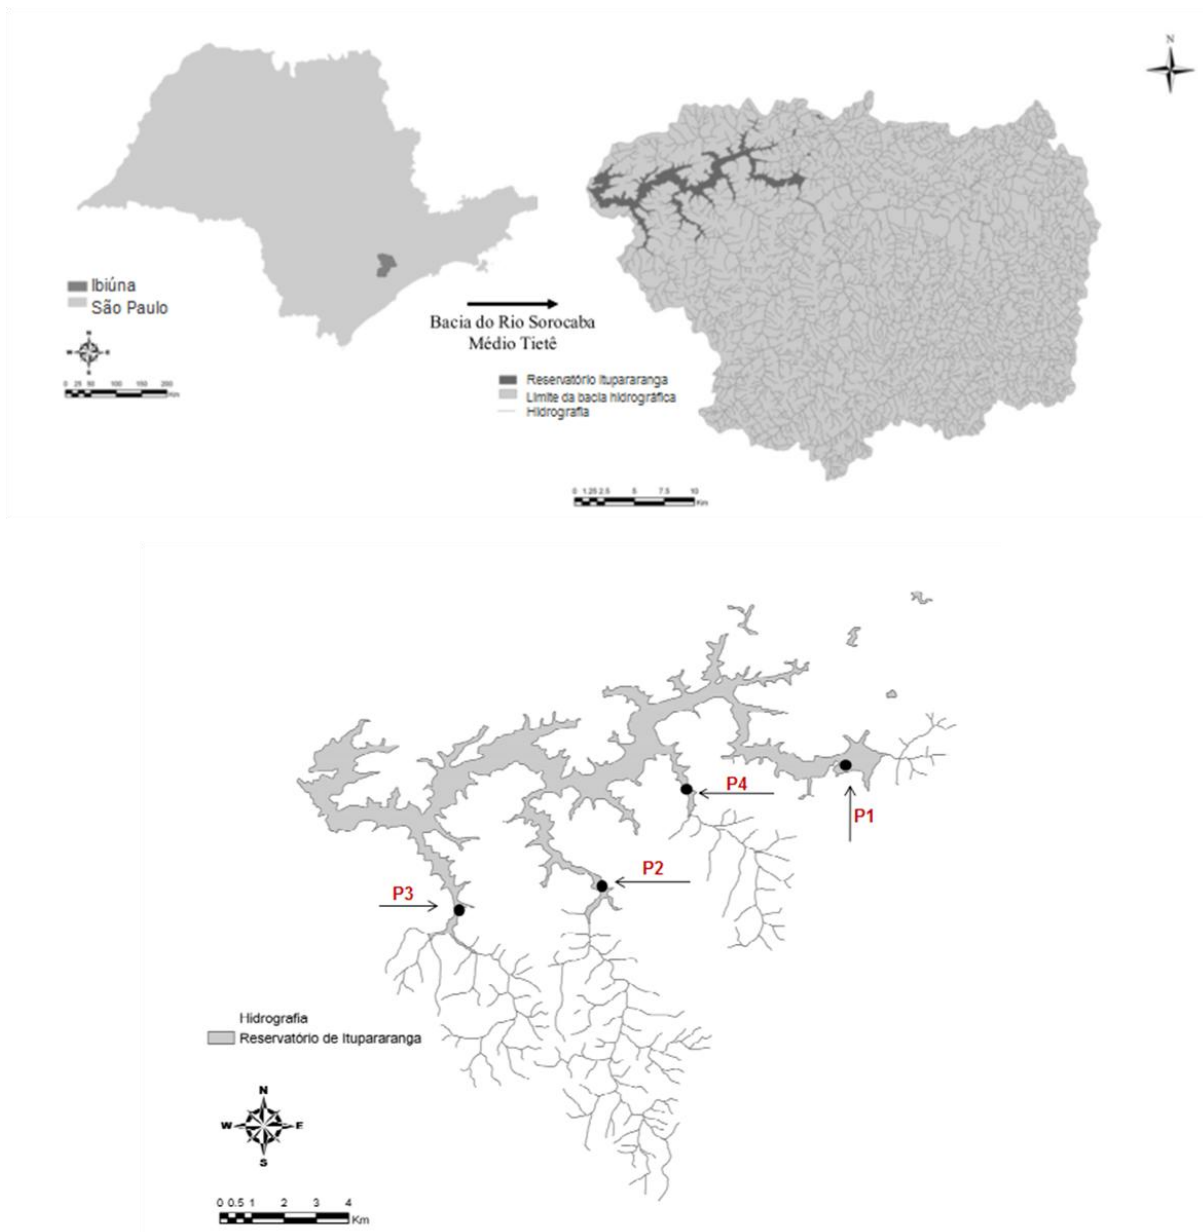 N
Ibiúna
São Paulo
Bacia do Rio Sorocaba
Médio Tietê
Reservatório Itupararanga
Limite da bacia hidrográfica
Hidrografia
0 25 50 100 150 200
Km
0 1.25 2.5 5 7.5 10
Km
P4
P1
P2
P3
Hidrografia
Reservatório de Itupararanga
N
W E
S
0 0.5 1 2 3 4
Km